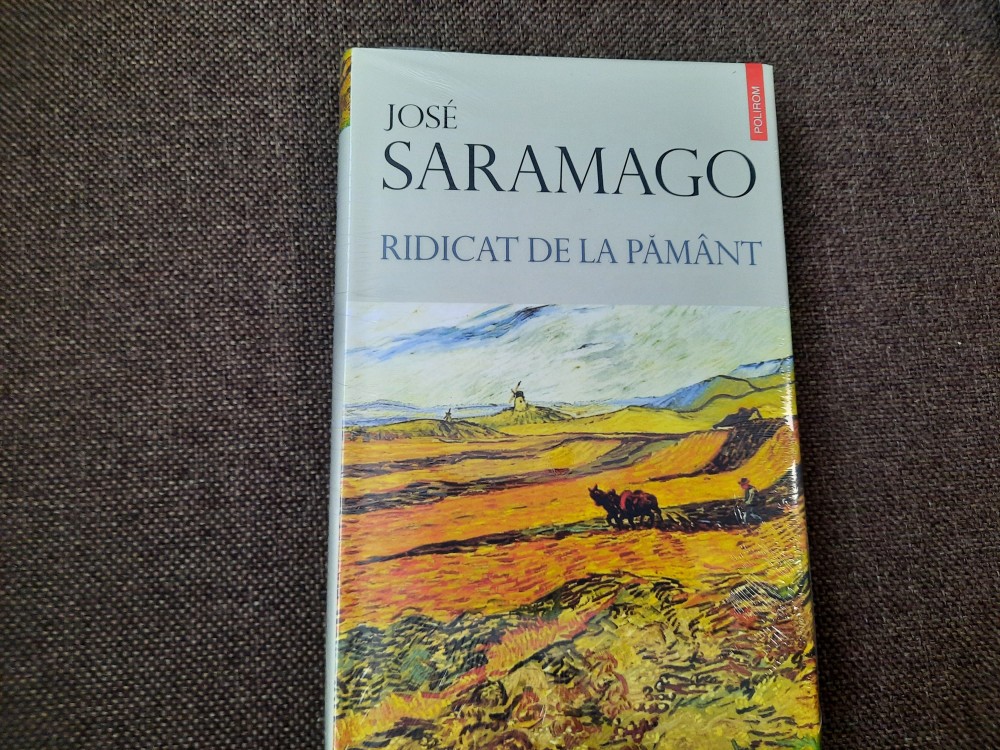 POLIROM
JOSÉ
SARAMAGO
RIDICAT DE LA PĂMÂNT